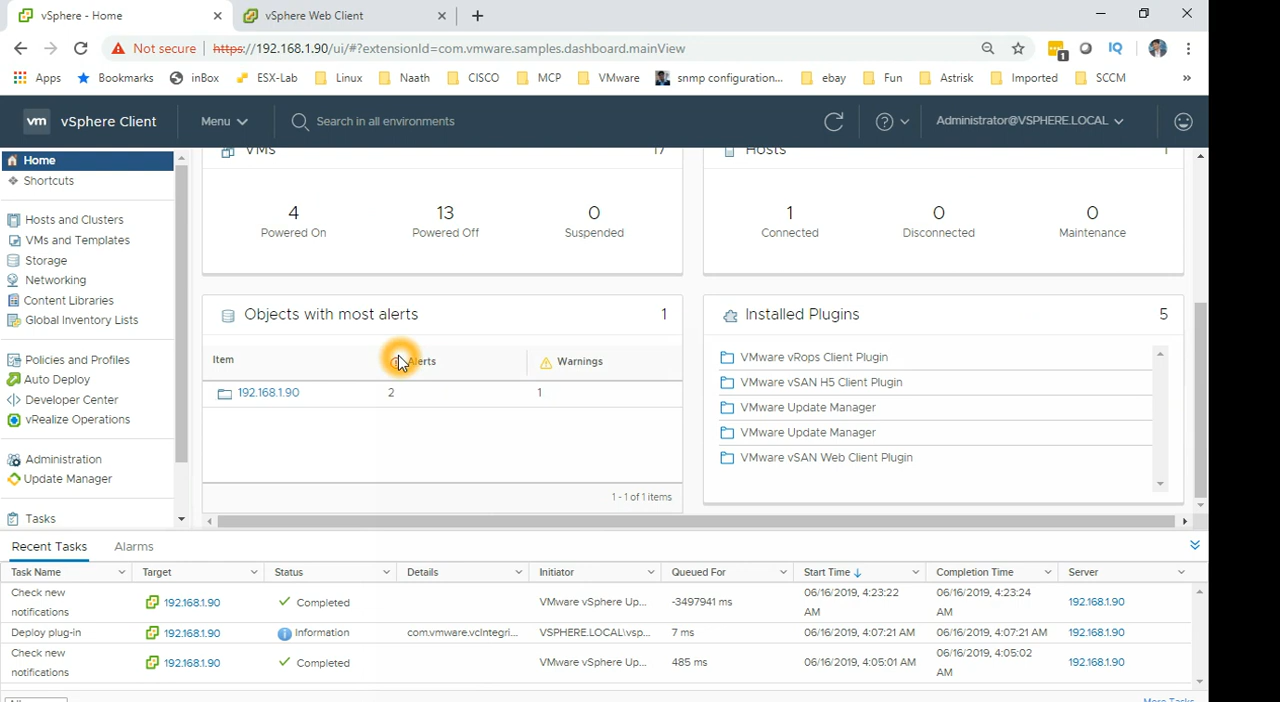 vSphere - Home
vSphere Web Client
Not secure
https://192.168.1.90/ui/#?extensionId=com.vmware.samples.dashboard.mainView
1
IQ
Apps
Bookmarks
inBox
ESX-Lab
Linux
Naath
CISCO
MCP
VMware
snmp configuration...
ebay
Fun
Astrisk
Imported
SCCM
»
vm
vSphere Client
Menu
Search in all environments
Administrator@VSPHERE.LOCAL
Home
Shortcuts
Hosts and Clusters
VMs and Templates
Storage
Networking
Content Libraries
Global Inventory Lists
Policies and Profiles
Auto Deploy
Developer Center
vRealize Operations
Administration
Update Manager
Tasks
VMs 17
4 13 0
Powered On Powered Off Suspended
Hosts 1
1 0 0
Connected Disconnected Maintenance
Objects with most alerts 1
Item Alerts Warnings
192.168.1.90 2 1
1 - 1 of 1 items
Installed Plugins 5
VMware vRops Client Plugin
VMware vSAN H5 Client Plugin
VMware Update Manager
VMware Update Manager
VMware vSAN Web Client Plugin
Recent Tasks Alarms
Task Name Target Status Details Initiator Queued For Start Time Completion Time Server
Check new notifications 192.168.1.90 Completed VMware vSphere Up... -3497941 ms 06/16/2019, 4:23:22 AM 06/16/2019, 4:23:24 AM 192.168.1.90
Deploy plug-in 192.168.1.90 Information com.vmware.vcIntegri... VSPHERE.LOCAL\vsp... 7 ms 06/16/2019, 4:07:21 AM 06/16/2019, 4:07:21 AM 192.168.1.90
Check new notifications 192.168.1.90 Completed VMware vSphere Up... 485 ms 06/16/2019, 4:05:01 AM 06/16/2019, 4:05:02 AM 192.168.1.90
More Tasks